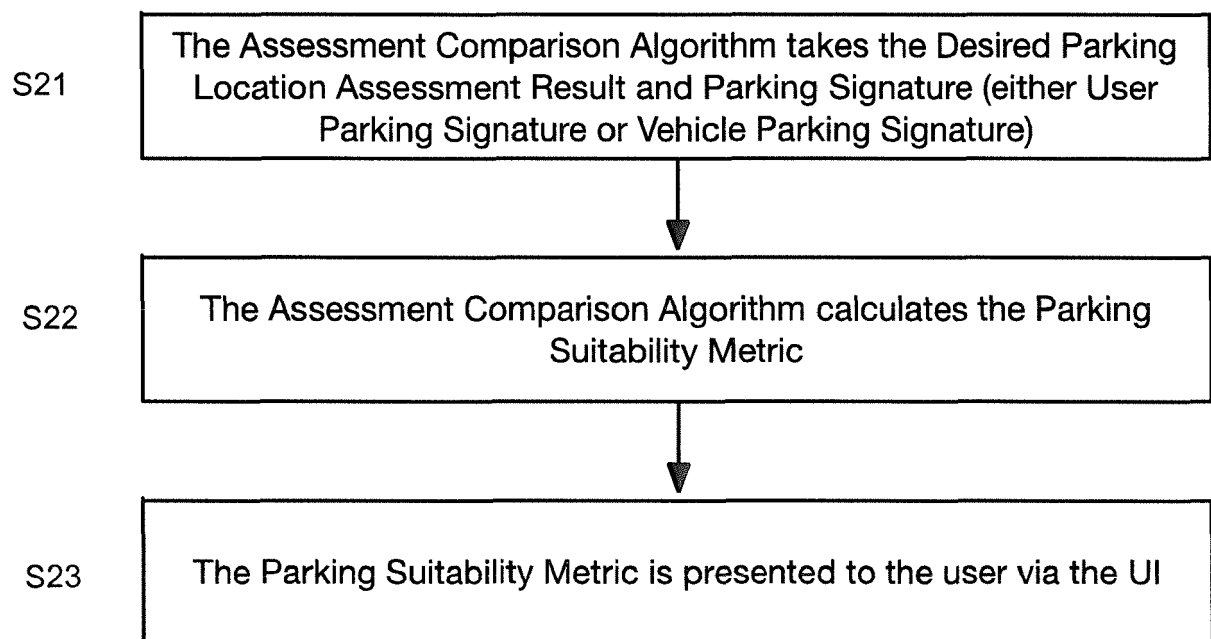 S21
The Assessment Comparison Algorithm takes the Desired Parking
Location Assessment Result and Parking Signature (either User
Parking Signature or Vehicle Parking Signature)
S22
The Assessment Comparison Algorithm calculates the Parking
Suitability Metric
S23
The Parking Suitability Metric is presented to the user via the UI